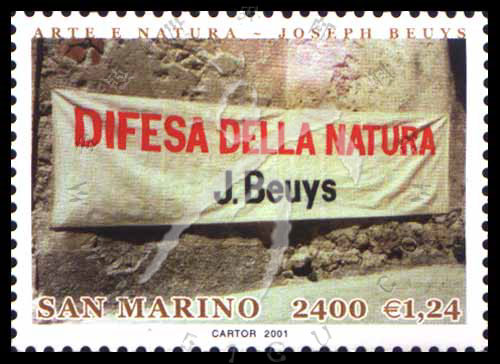 ARTE E NATURA ~ JOSEPH BEUYS
DIFESA DELLA NATURA
J. Beuys
SAN MARINO 2400 €1,24
CARTOR 2001